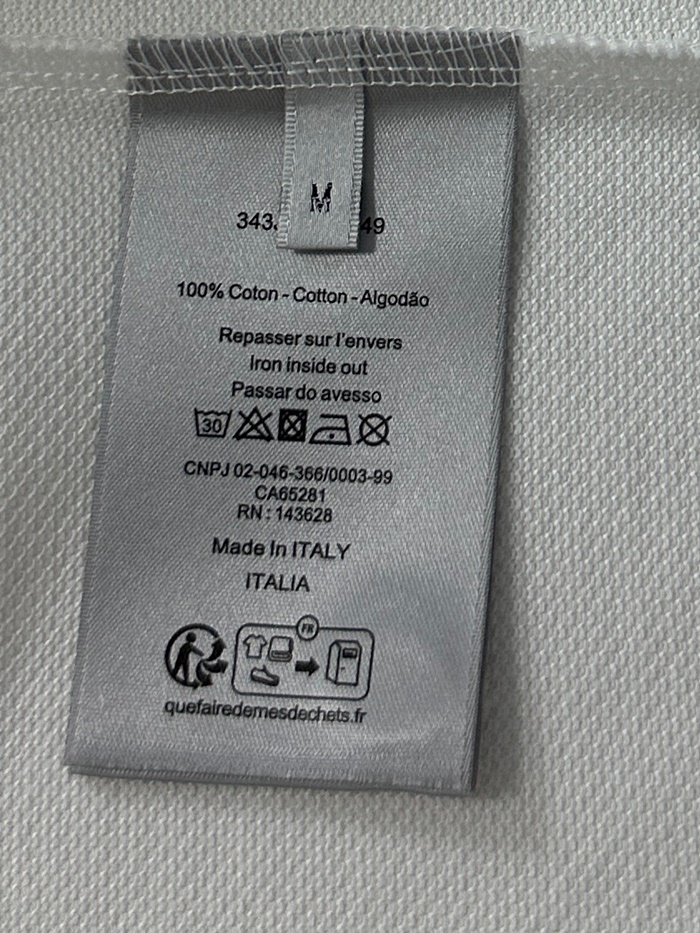 M
343. 49
100% Coton - Cotton - Algodão
Repasser sur l'envers
Iron inside out
Passar do avesso
30
CNPJ 02-046-366/0003-99
CA65281
RN : 143628
Made In ITALY
ITALIA
FR
quefairedemesdechets.fr